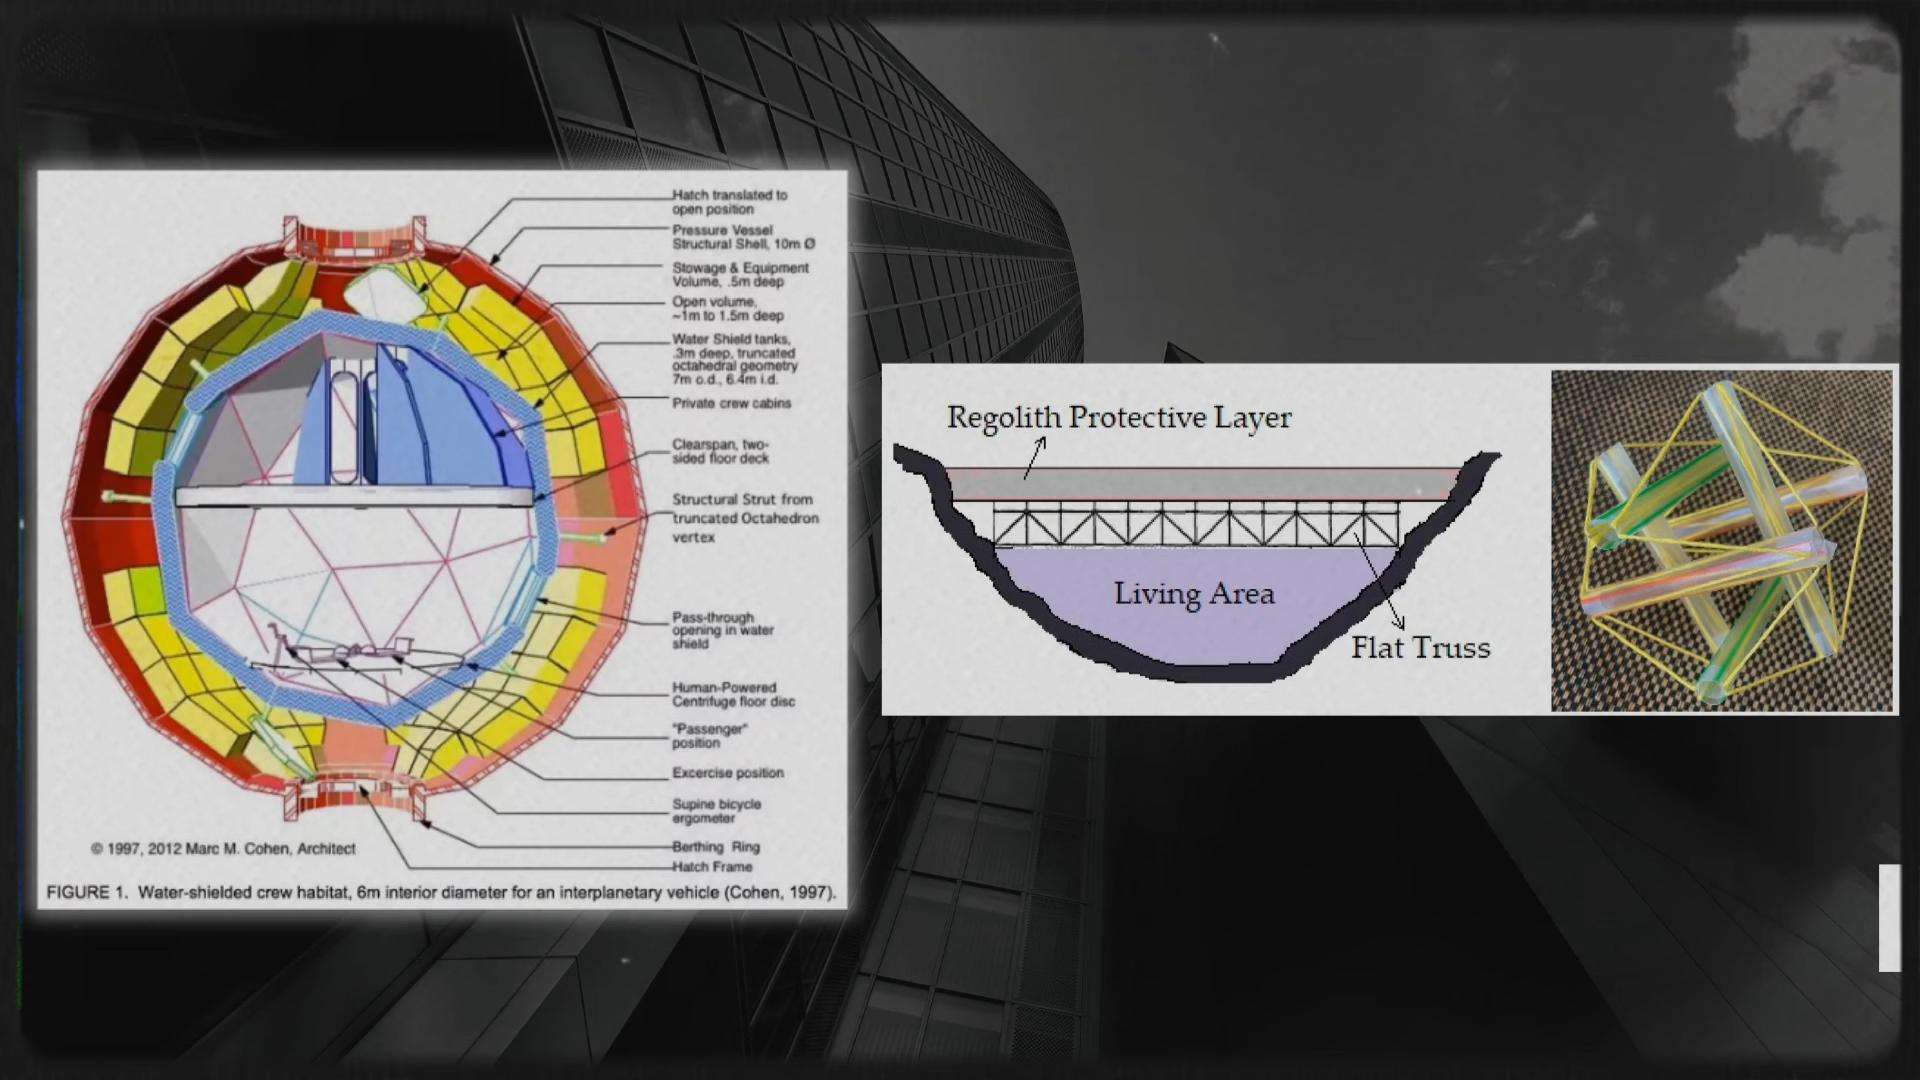 Hatch translated to
open position
Pressure Vessel
Structural Shell, 10m Ø
Stowage & Equipment
Volume, .5m deep
Open volume,
~1m to 1.5m deep
Water Shield tanks,
.3m deep, truncated
octahedral geometry
7m o.d., 6.4m i.d.
Private crew cabins
Clearspan, two-
sided floor deck
Structural Strut from
truncated Octahedron
vertex
Pass-through
opening in water
shield
Human-Powered
Centrifuge floor disc
"Passenger"
position
Excercise position
Supine bicycle
ergometer
Berthing Ring
Hatch Frame
© 1997, 2012 Marc M. Cohen, Architect
FIGURE 1. Water-shielded crew habitat, 6m interior diameter for an interplanetary vehicle (Cohen, 1997).
Regolith Protective Layer
Living Area
Flat Truss